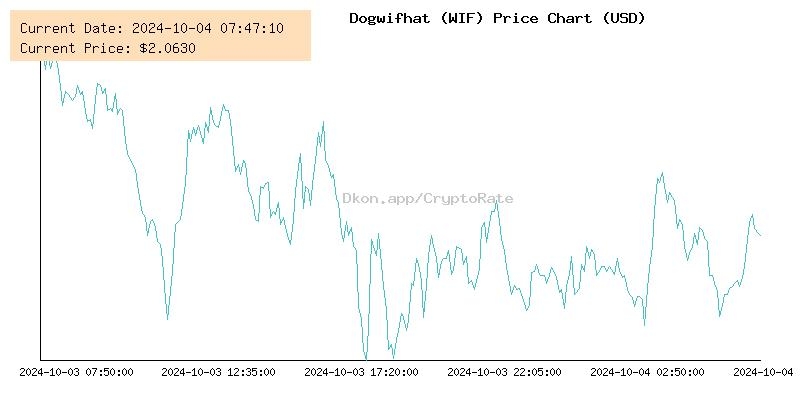 Dogwifhat (WIF) Price Chart (USD)
Current Date: 2024-10-04 07:47:10
Current Price: $2.0630
Dkon.app/CryptoRate
2024-10-03 07:50:00 2024-10-03 12:35:00 2024-10-03 17:20:00 2024-10-03 22:05:00 2024-10-04 02:50:00 2024-10-04